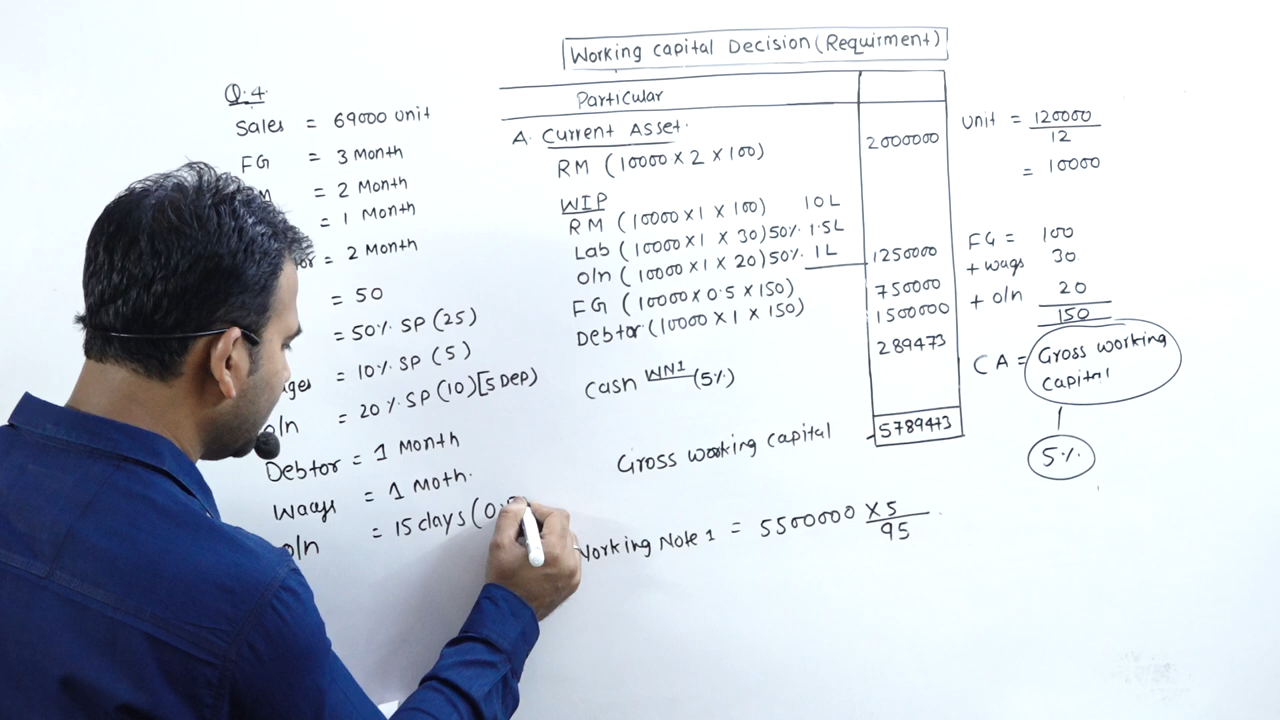 Working Capital Decision (Requirment)
Q.4.
Sales = 69000 unit
FG = 3 Month
= 2 Month
= 1 Month
= 2 Month
= 50
= 50% SP (25)
= 10% SP (5)
o/n = 20% SP (10) [5 Dep)
Debtor = 1 Month
Waays = 1 Moth.
o/n = 15 days (0.5
Particular
A. Current Asset.
RM (10000 x 2 x 100) 2000000
WIP
RM (10000 x 1 x 100) 10L
Lab (10000 x 1 x 30) 50% 1.5L
o/n (10000 x 1 x 20) 50% 1L 1250000
FG (10000 x 0.5 x 150) 750000
Debtor (10000 x 1 x 150) 1500000
Cash WN1 (5%) 289473
Gross working capital 5789473
Working Note 1 = 5500000 x 5
95
Unit = 120000
12
= 10000
FG = 100
+ wags 30
+ o/n 20
150
CA = Gross working
capital
5%